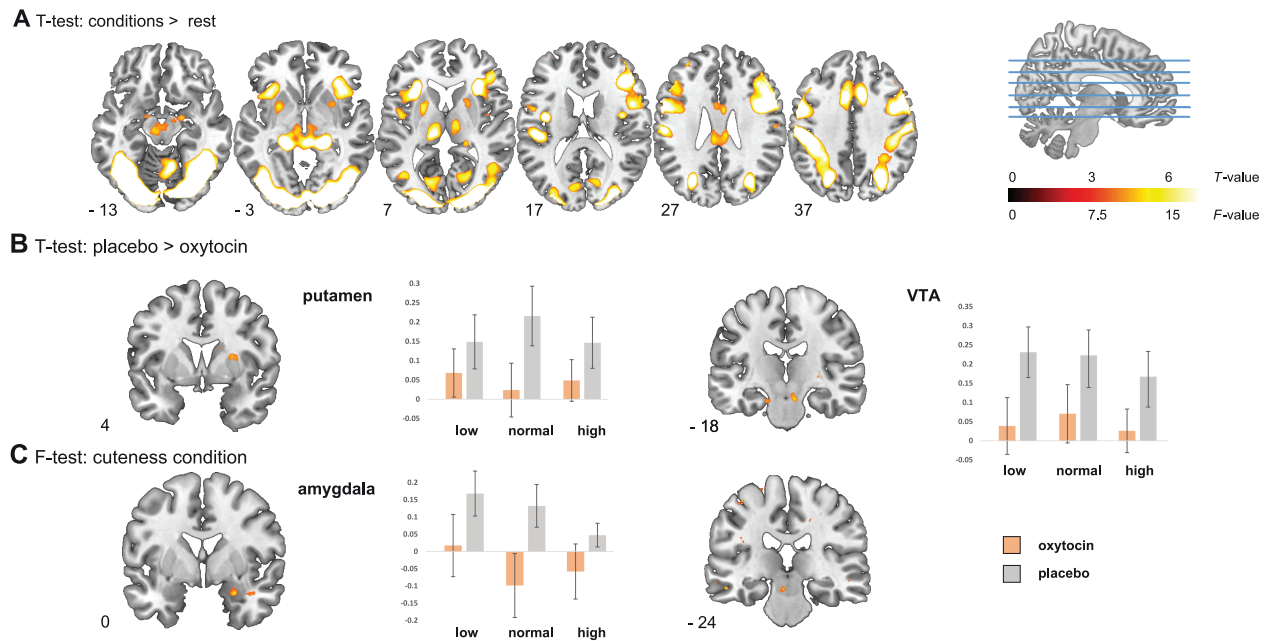 A T-test: conditions > rest
- 13
- 3
7
17
27
37
0 3 6 T-value
0 7.5 15 F-value
B T-test: placebo > oxytocin
putamen
0.3
0.25
0.2
0.15
0.1
0.05
0
-0.05
low normal high
4
- 18
VTA
0.35
0.3
0.25
0.2
0.15
0.1
0.05
0
-0.05
low normal high
C F-test: cuteness condition
amygdala
0.2
0.15
0.1
0.05
0
-0.05
-0.1
-0.15
-0.2
low normal high
0
- 24
oxytocin
placebo